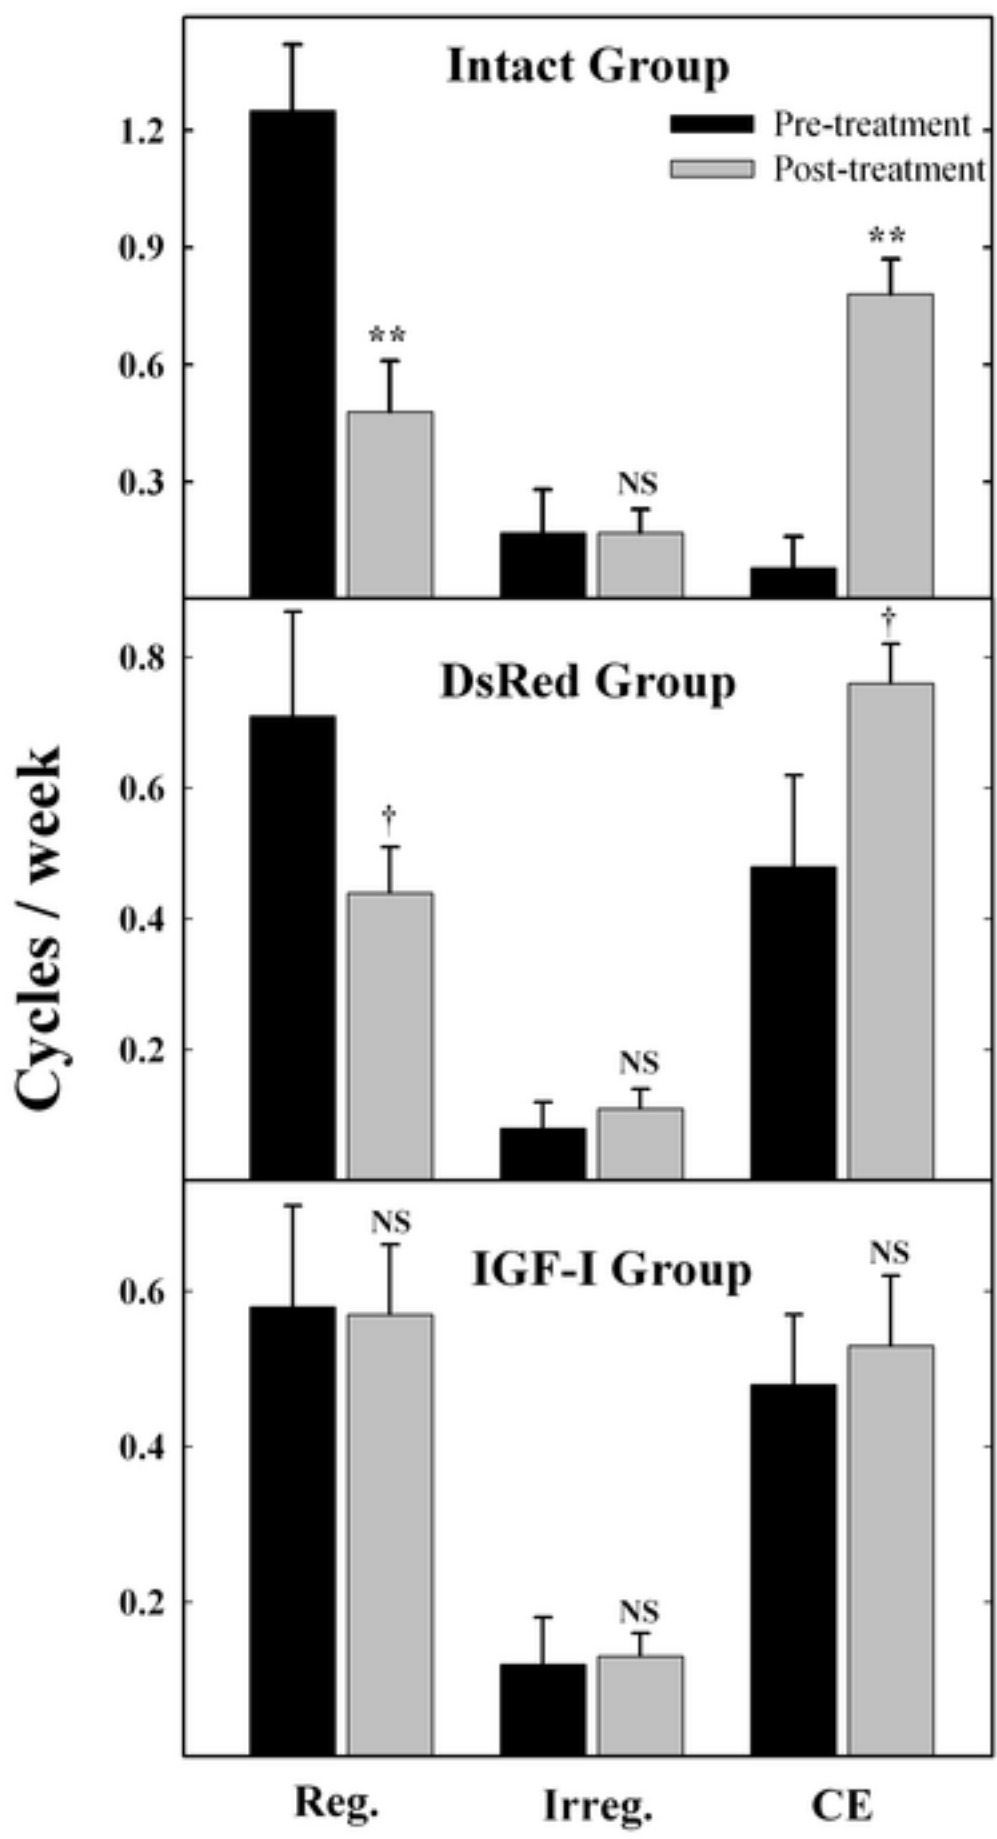 Intact Group
Pre-treatment
Post-treatment
1.2
0.9
0.6
0.3
**
NS
**
DsRed Group
0.8
0.6
0.4
0.2
†
NS
†
Cycles / week
IGF-I Group
0.6
0.4
0.2
NS
NS
NS
Reg.
Irreg.
CE